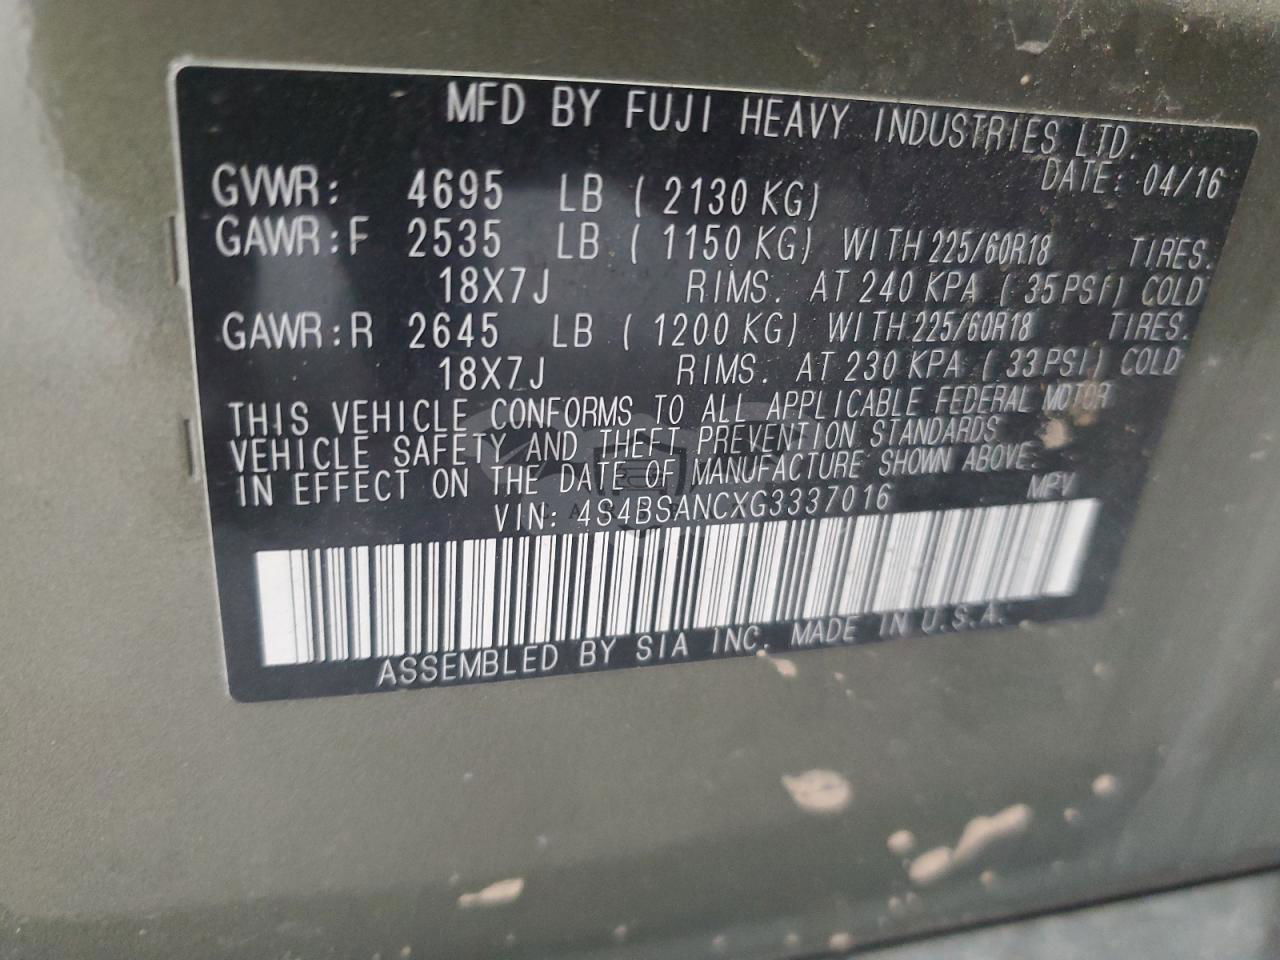 MFD BY FUJI HEAVY INDUSTRIES LTD.
DATE: 04/16
GVWR: 4695 LB ( 2130 KG)
GAWR:F 2535 LB ( 1150 KG) WITH 225/60R18 TIRES.
18X7J RIMS. AT 240 KPA ( 35PSI) COLD
GAWR:R 2645 LB ( 1200 KG) WITH 225/60R18 TIRES.
18X7J RIMS. AT 230 KPA ( 33PSI) COLD
THIS VEHICLE CONFORMS TO ALL APPLICABLE FEDERAL MOTOR
VEHICLE SAFETY AND THEFT PREVENTION STANDARDS
IN EFFECT ON THE DATE OF MANUFACTURE SHOWN ABOVE.
MPV
VIN: 4S4BSANCXG3337016
ASSEMBLED BY SIA INC. MADE IN U.S.A.